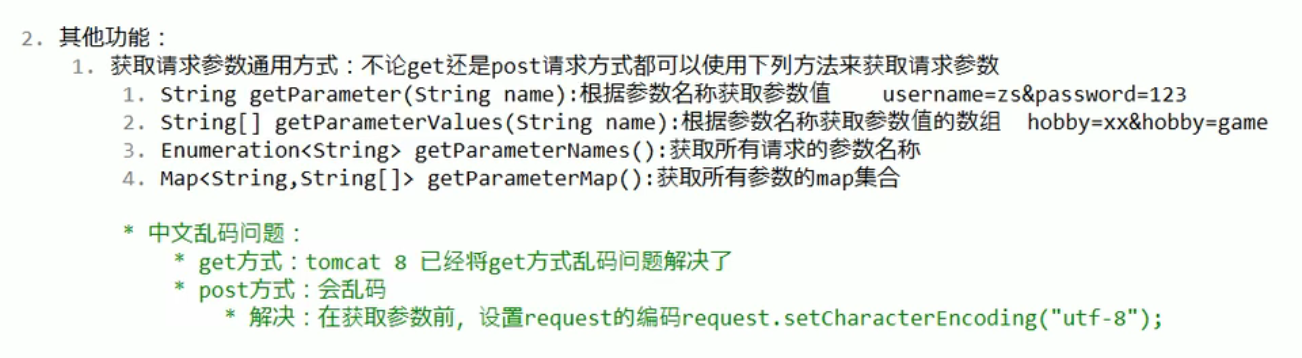 2. 其他功能：
1. 获取请求参数通用方式：不论get还是post请求方式都可以使用下列方法来获取请求参数
1. String getParameter(String name):根据参数名称获取参数值    username=zs&password=123
2. String[] getParameterValues(String name):根据参数名称获取参数值的数组  hobby=xx&hobby=game
3. Enumeration<String> getParameterNames():获取所有请求的参数名称
4. Map<String,String[]> getParameterMap():获取所有参数的map集合
* 中文乱码问题：
* get方式：tomcat 8 已经将get方式乱码问题解决了
* post方式：会乱码
* 解决：在获取参数前，设置request的编码request.setCharacterEncoding("utf-8");